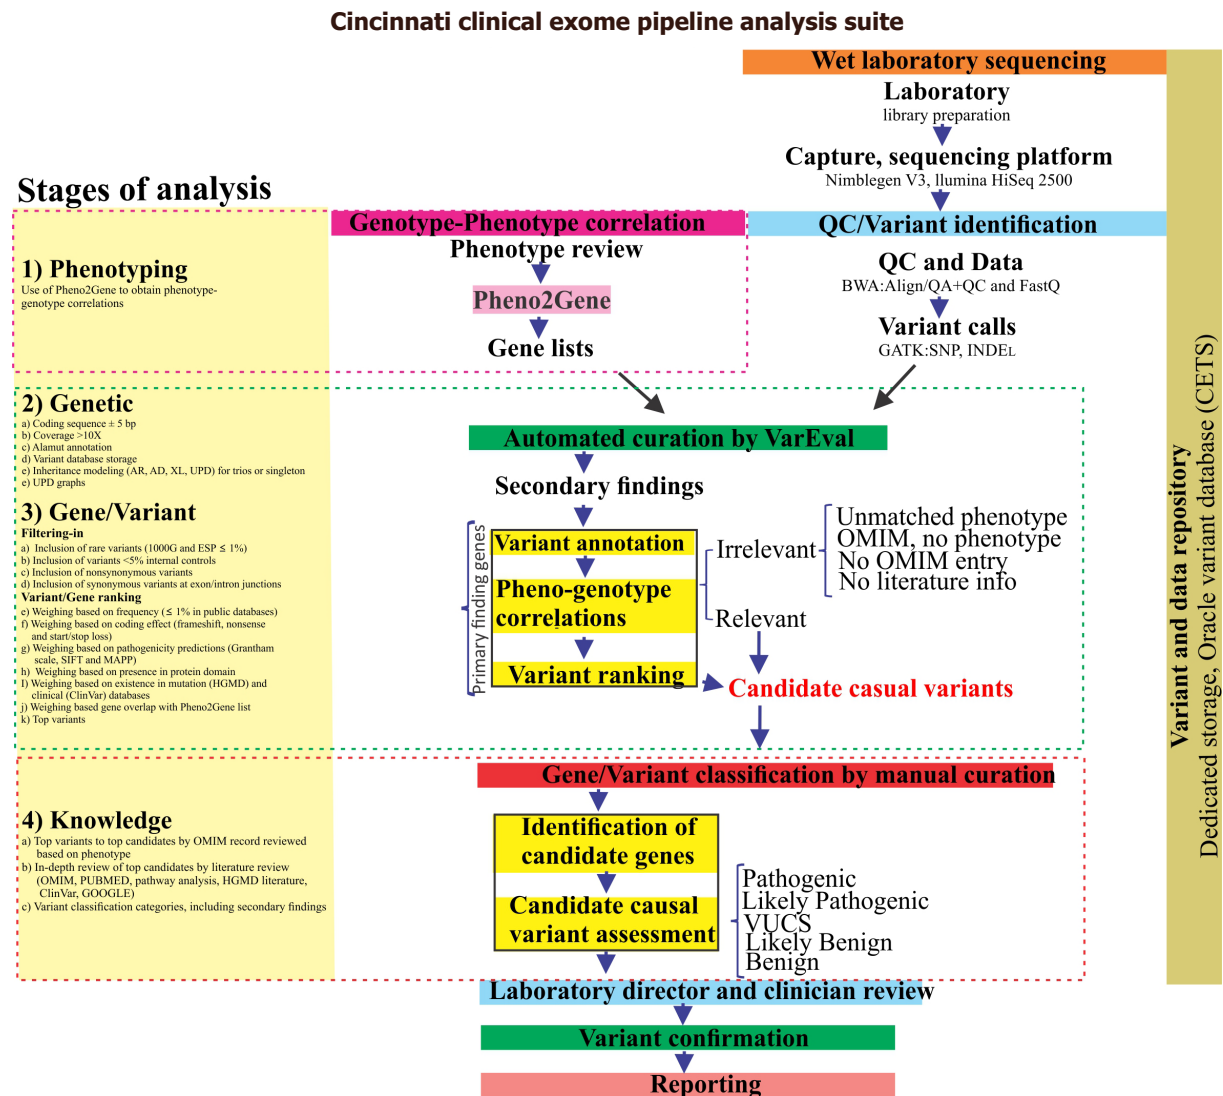 Cincinnati clinical exome pipeline analysis suite
Wet laboratory sequencing
Laboratory
library preparation
Capture, sequencing platform
Nimblegen V3, llumina HiSeq 2500
Stages of analysis
Genotype-Phenotype correlation
QC/Variant identification
1) Phenotyping
Use of Pheno2Gene to obtain phenotype-
genotype correlations
Phenotype review
Pheno2Gene
Gene lists
QC and Data
BWA:Align/QA+QC and FastQ
Variant calls
GATK:SNP, INDEL
2) Genetic
a) Coding sequence ± 5 bp
b) Coverage >10X
c) Alamut annotation
d) Variant database storage
e) Inheritance modeling (AR, AD, XL, UPD) for trios or singleton
e) UPD graphs
3) Gene/Variant
Filtering-in
a) Inclusion of rare variants (1000G and ESP ≤ 1%)
b) Inclusion of variants <5% internal controls
c) Inclusion of nonsynonymous variants
d) Inclusion of synonymous variants at exon/intron junctions
Variant/Gene ranking
e) Weighing based on frequency (≤ 1% in public databases)
f) Weighing based on coding effect (frameshift, nonsense
and start/stop loss)
g) Weighing based on pathogenicity predictions (Grantham
scale, SIFT and MAPP)
h) Weighing based on presence in protein domain
I) Weighing based on existence in mutation (HGMD) and
clinical (ClinVar) databases
j) Weighing based gene overlap with Pheno2Gene list
k) Top variants
Automated curation by VarEval
Secondary findings
Primary finding genes
Variant annotation
Pheno-genotype
correlations
Variant ranking
Irrelevant
Relevant
Unmatched phenotype
OMIM, no phenotype
No OMIM entry
No literature info
Candidate casual variants
4) Knowledge
a) Top variants to top candidates by OMIM record reviewed
based on phenotype
b) In-depth review of top candidates by literature review
(OMIM, PUBMED, pathway analysis, HGMD literature,
ClinVar, GOOGLE)
c) Variant classification categories, including secondary findings
Gene/Variant classification by manual curation
Identification of
candidate genes
Candidate causal
variant assessment
Pathogenic
Likely Pathogenic
VUCS
Likely Benign
Benign
Laboratory director and clinician review
Variant confirmation
Reporting
Variant and data repository
Dedicated storage, Oracle variant database (CETS)